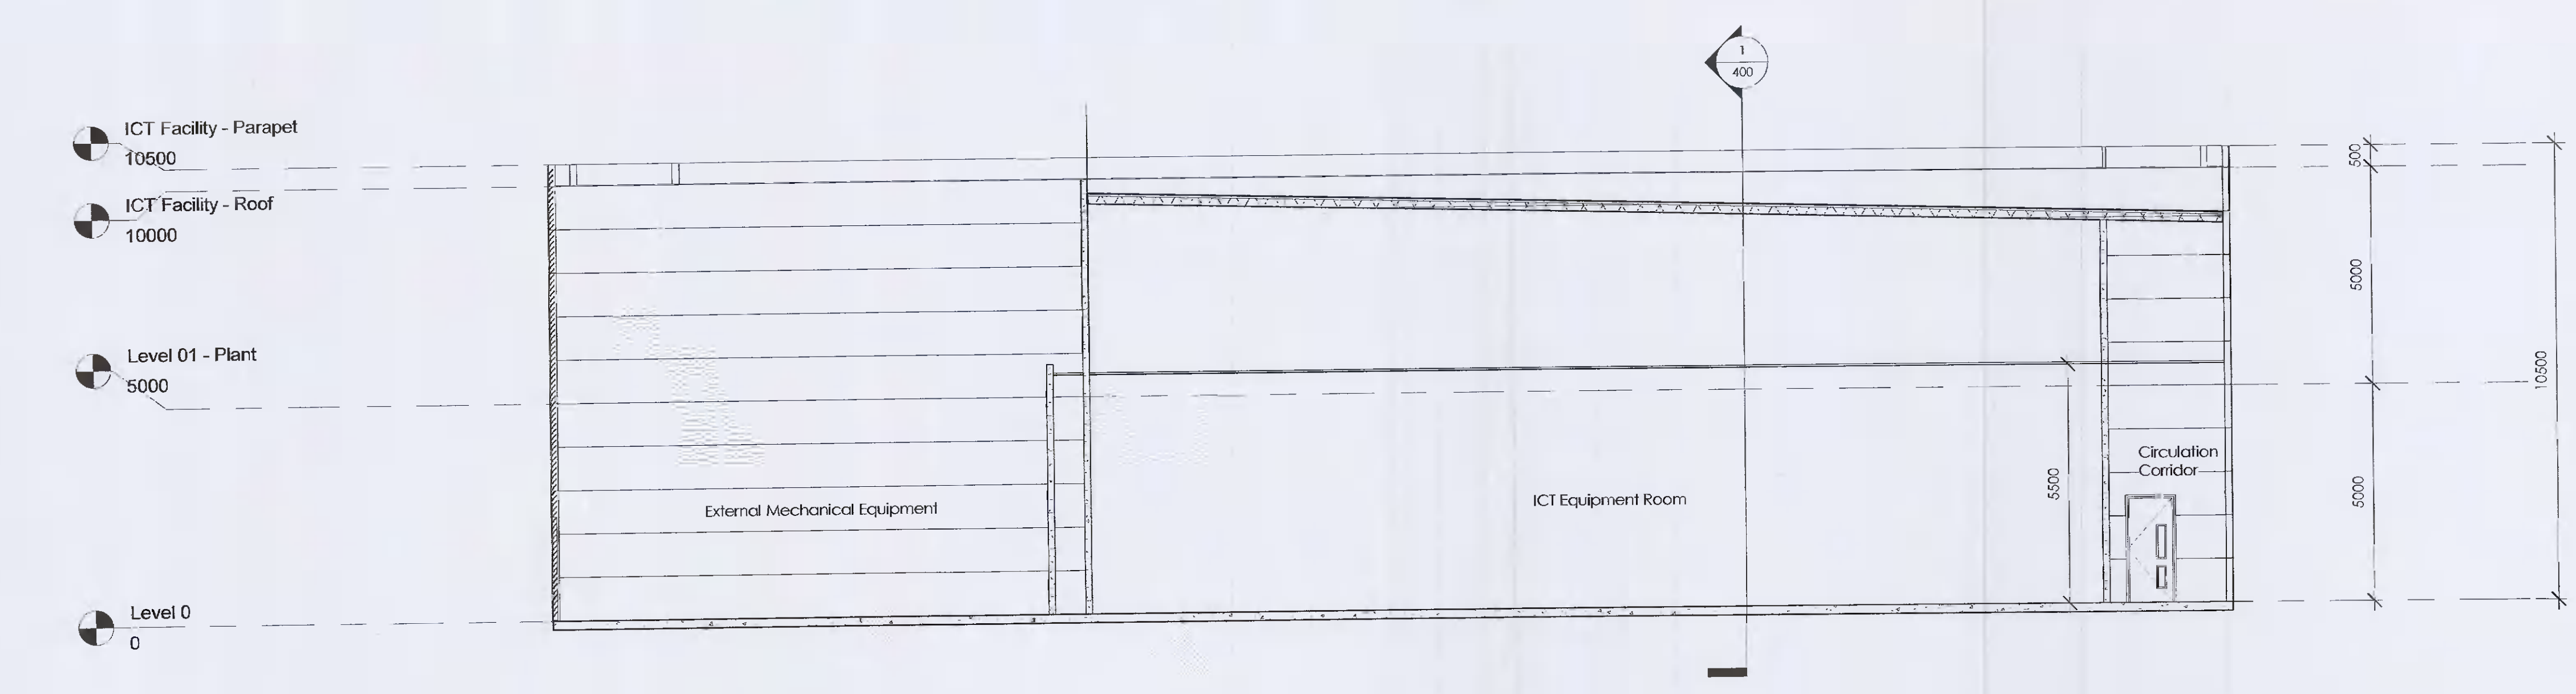 1
400
ICT Facility - Parapet
10500
ICT Facility - Roof
10000
Level 01 - Plant
5000
Level 0
0
External Mechanical Equipment
ICT Equipment Room
Circulation
Corridor
5500
500
5000
5000
10500